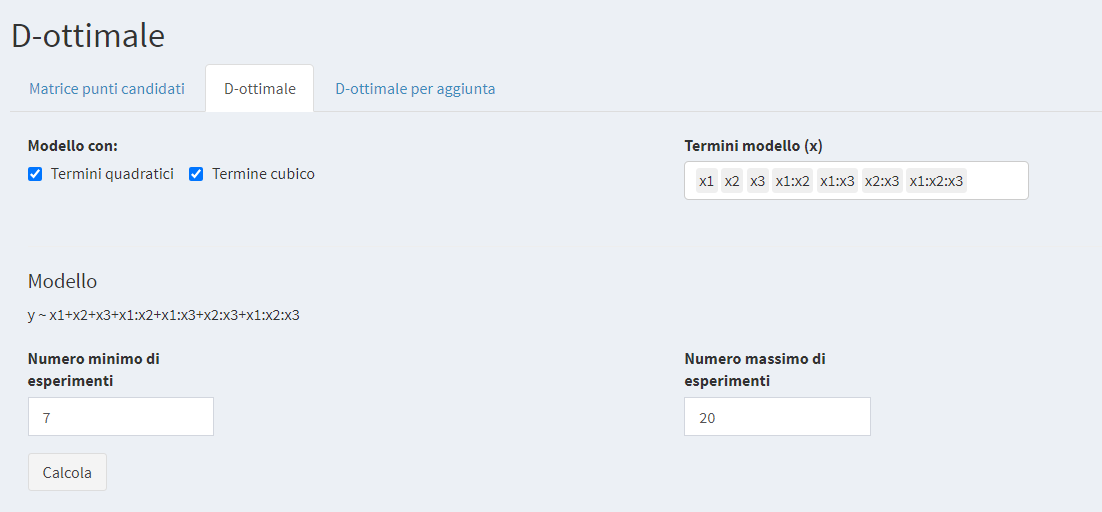 D-ottimale
Matrice punti candidati D-ottimale D-ottimale per aggiunta
Modello con:
Termini quadratici Termine cubico
Termini modello (x)
x1 x2 x3 x1:x2 x1:x3 x2:x3 x1:x2:x3
Modello
y ~ x1+x2+x3+x1:x2+x1:x3+x2:x3+x1:x2:x3
Numero minimo di
esperimenti
7
Numero massimo di
esperimenti
20
Calcola